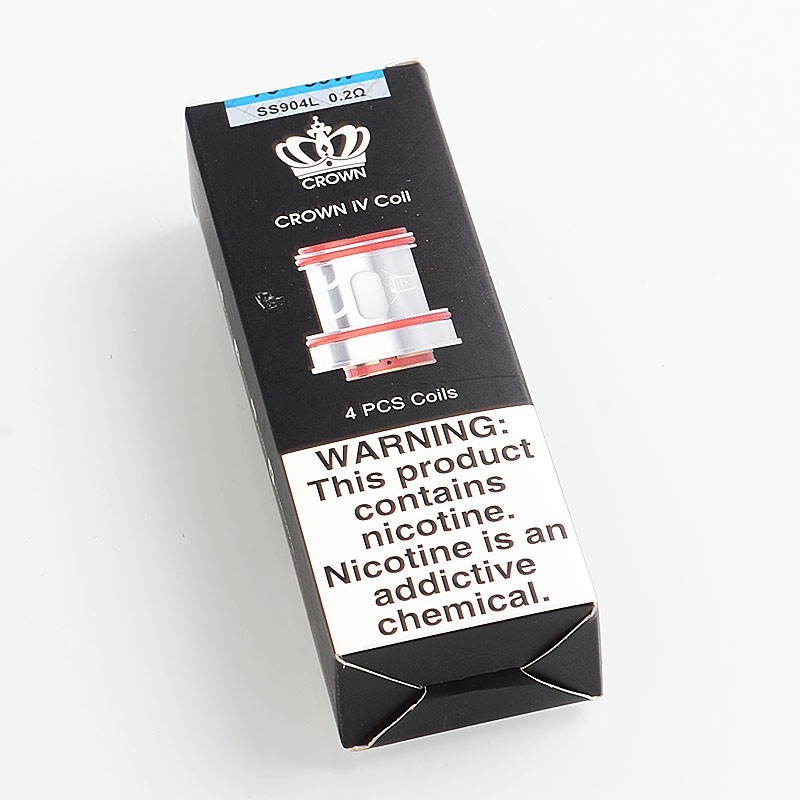 SS904L 0.2Ω
CROWN
CROWN IV Coil
4 PCS Coils
WARNING:
This product
contains
nicotine.
Nicotine is an
addictive
chemical.